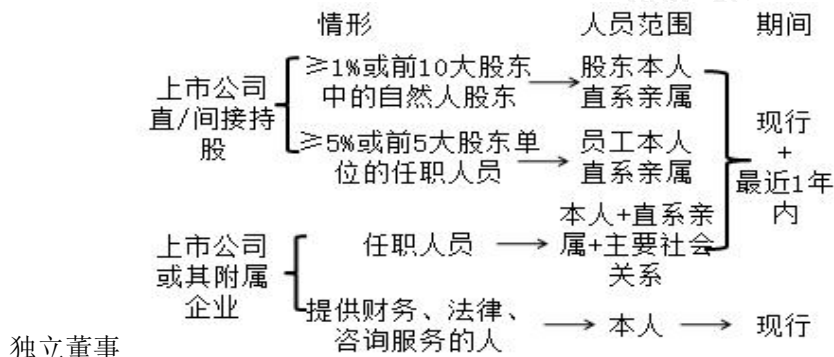 情形 人员范围 期间
上市公司
直/间接持
股
≥1%或前10大股东
中的自然人股东
股东本人
直系亲属
≥5%或前5大股东单
位的任职人员
员工本人
直系亲属
现行
+
最近1年
内
上市公司
或其附属
企业
任职人员
本人+直系亲
属+主要社会
关系
提供财务、法律、
咨询服务的人
本人
现行
独立董事